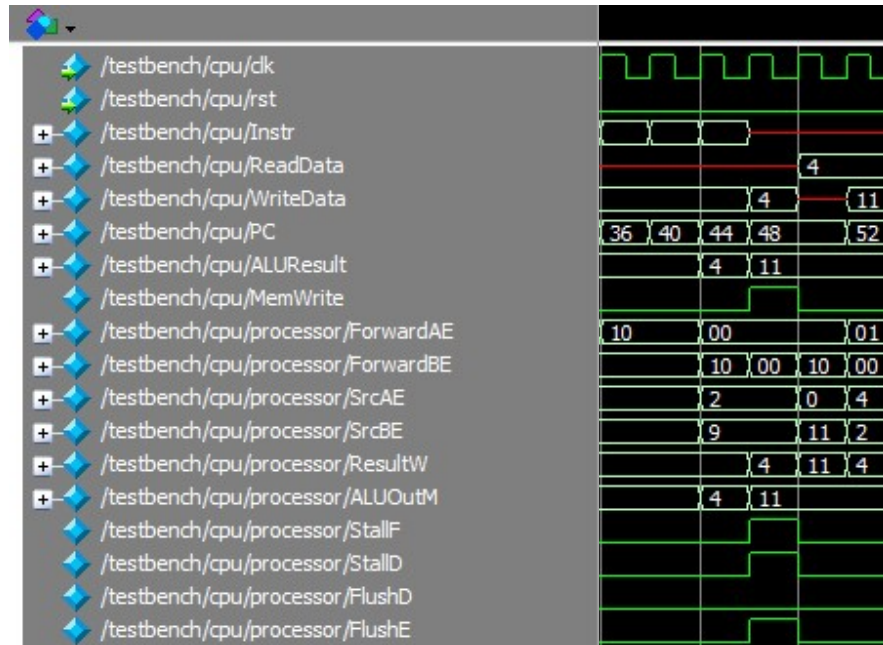 /testbench/cpu/clk
/testbench/cpu/rst
/testbench/cpu/Instr
/testbench/cpu/ReadData 4
/testbench/cpu/WriteData 4 11
/testbench/cpu/PC 36 40 44 48 52
/testbench/cpu/ALUResult 4 11
/testbench/cpu/MemWrite
/testbench/cpu/processor/ForwardAE 10 00 01
/testbench/cpu/processor/ForwardBE 10 00 10 00
/testbench/cpu/processor/SrcAE 2 0 4
/testbench/cpu/processor/SrcBE 9 11 2
/testbench/cpu/processor/ResultW 4 11 4
/testbench/cpu/processor/ALUOutM 4 11
/testbench/cpu/processor/StallF
/testbench/cpu/processor/StallD
/testbench/cpu/processor/FlushD
/testbench/cpu/processor/FlushE